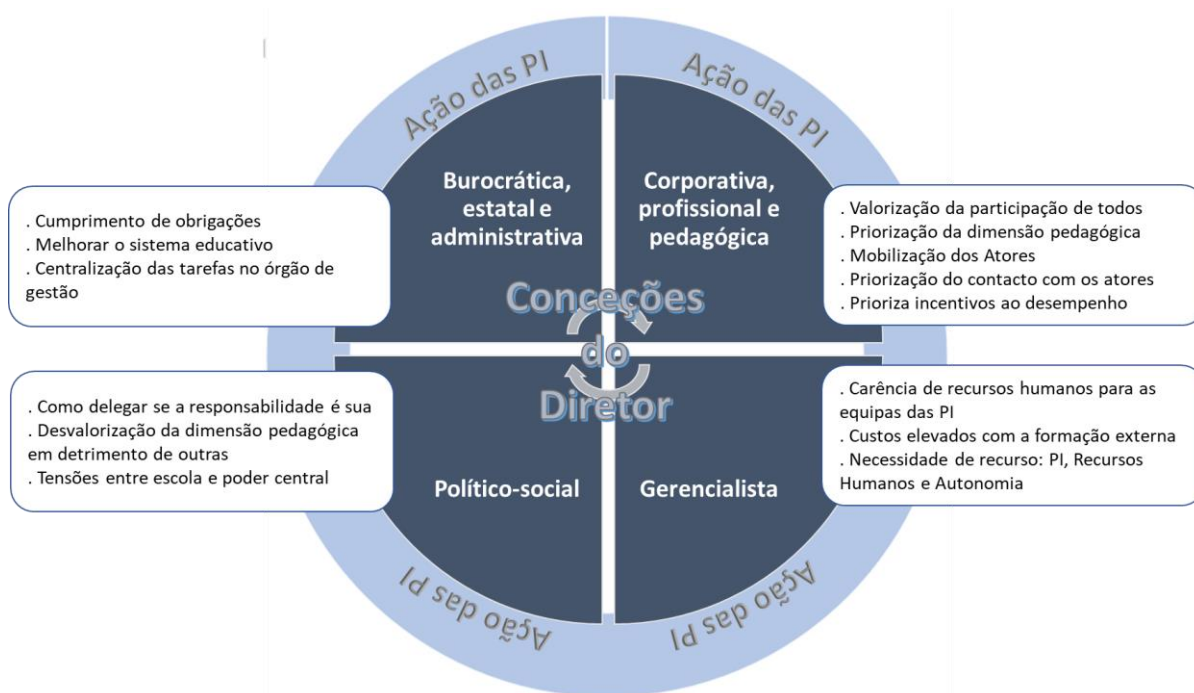 Ação das PI
Ação das PI
Burocrática,
estatal e
administrativa
Corporativa,
profissional e
pedagógica
. Cumprimento de obrigações
. Melhorar o sistema educativo
. Centralização das tarefas no órgão de
gestão
. Valorização da participação de todos
. Priorização da dimensão pedagógica
. Mobilização dos Atores
. Priorização do contacto com os atores
. Prioriza incentivos ao desempenho
Conceções
do
Diretor
. Como delegar se a responsabilidade é sua
. Desvalorização da dimensão pedagógica
em detrimento de outras
. Tensões entre escola e poder central
. Carência de recursos humanos para as
equipas das PI
. Custos elevados com a formação externa
. Necessidade de recurso: PI, Recursos
Humanos e Autonomia
Político-social
Gerencialista
Ação das PI
Ação das PI